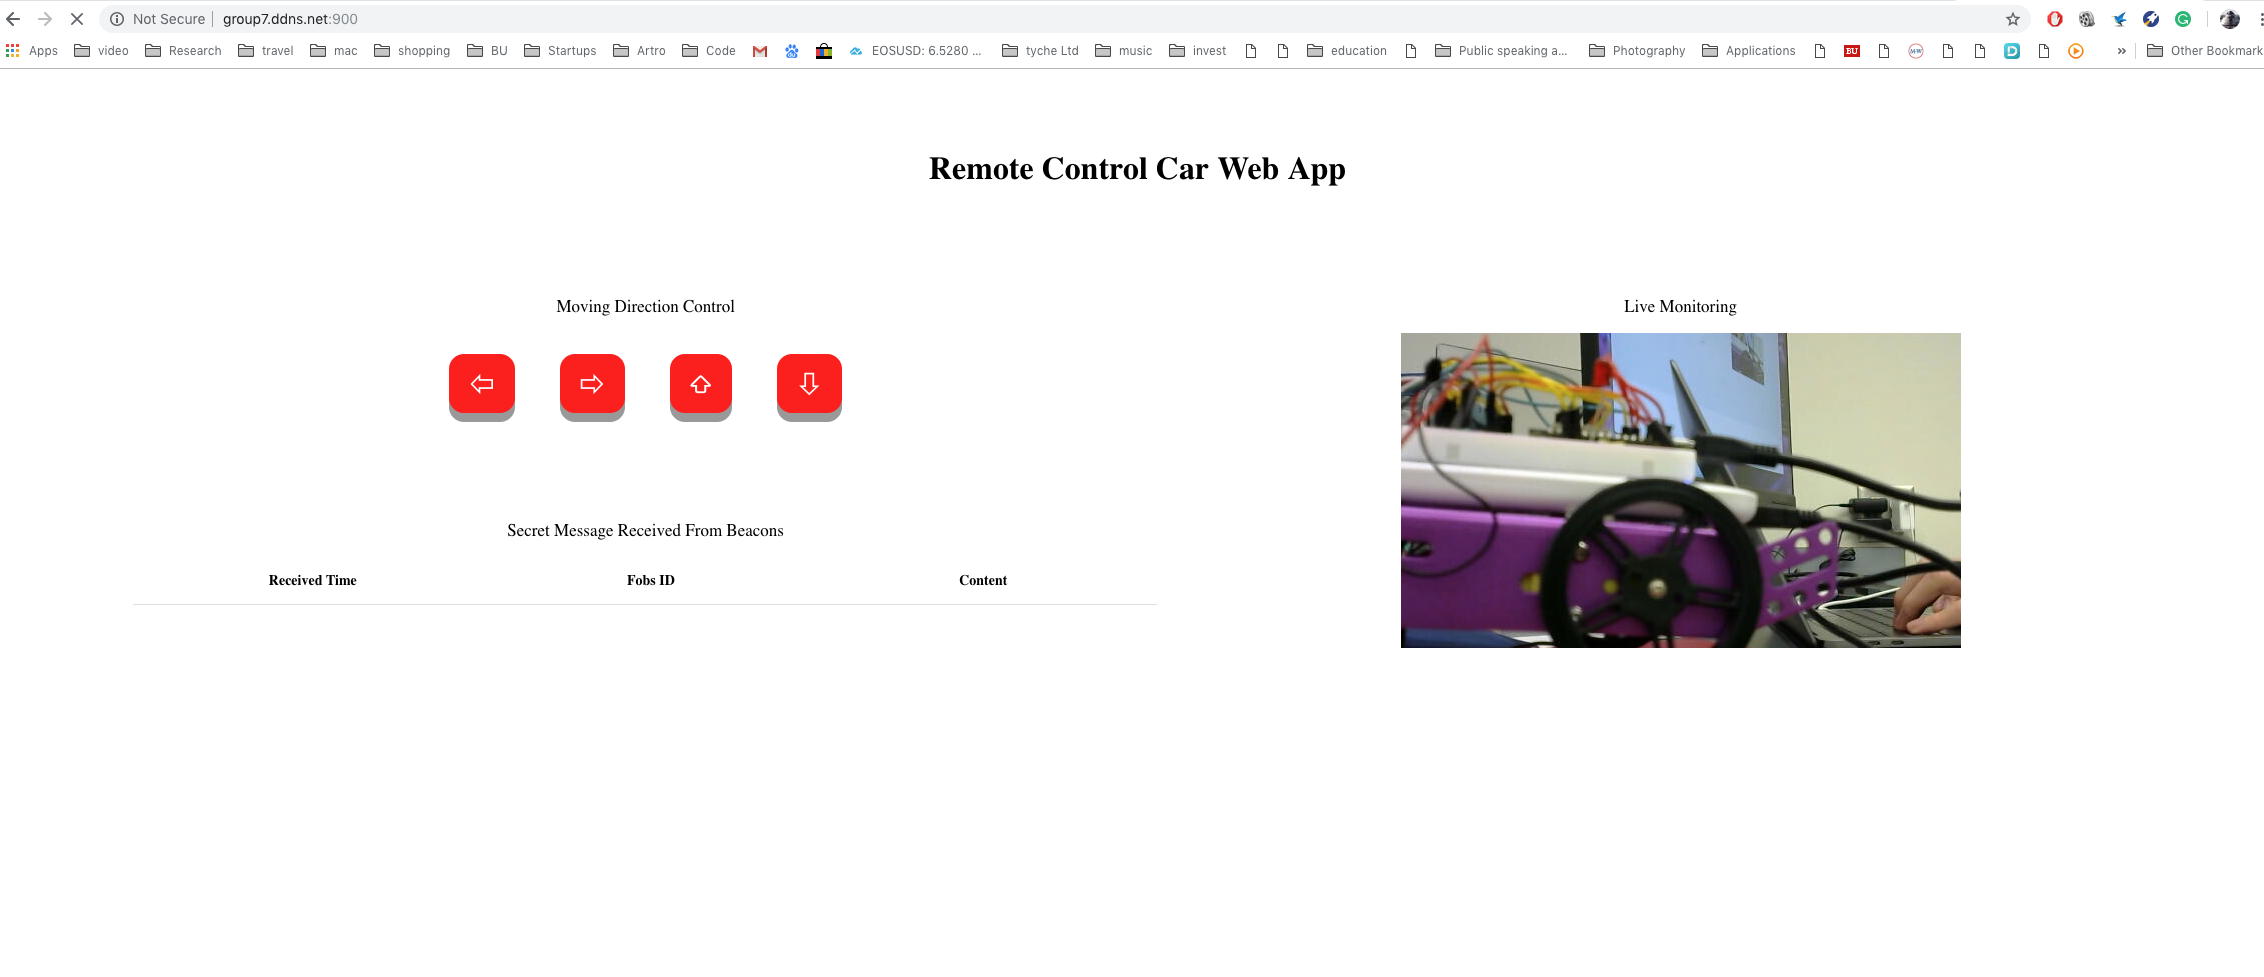 Not Secure | group7.ddns.net:900
Apps video Research travel mac shopping BU Startups Artro Code EOSUSD: 6.5280 ... tyche Ltd music invest education Public speaking a... Photography Applications BU » Other Bookmark
Remote Control Car Web App
Moving Direction Control
Live Monitoring
Secret Message Received From Beacons
Received Time Fobs ID Content